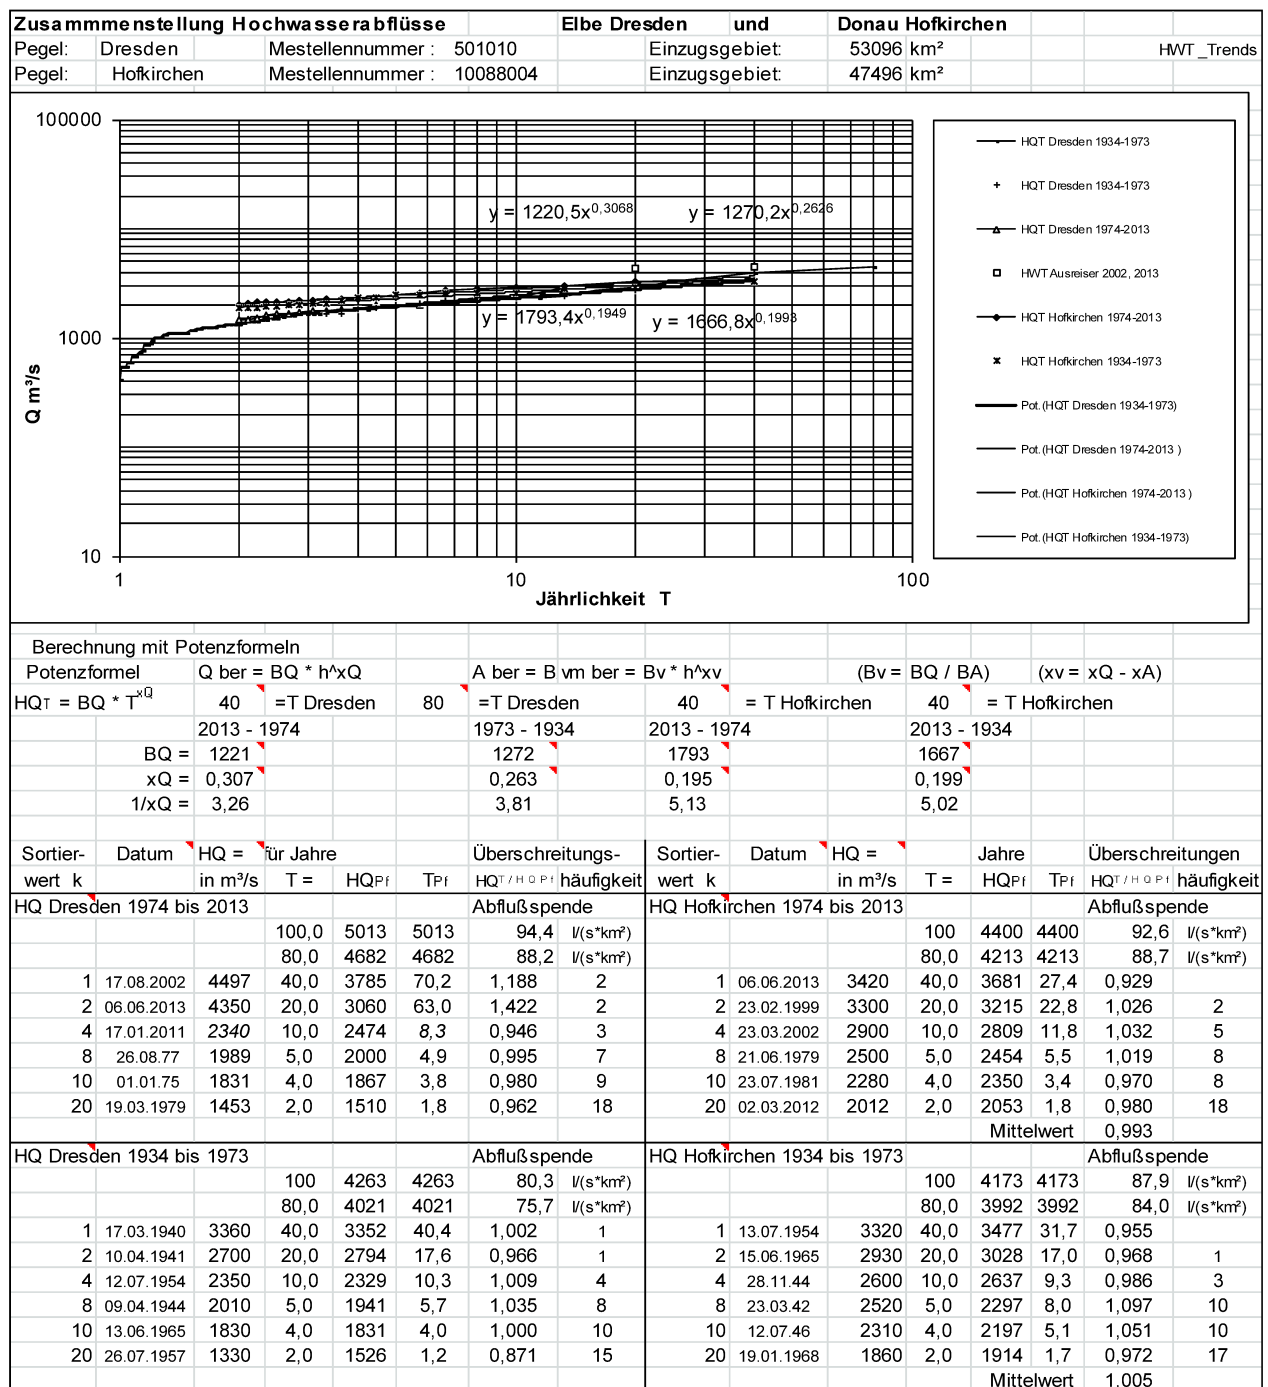 Zusammmenstellung Hochwasserabflüsse Elbe Dresden und Donau Hofkirchen
Pegel: Dresden Mestellennummer : 501010 Einzugsgebiet: 53096 km² HWT_Trends
Pegel: Hofkirchen Mestellennummer : 10088004 Einzugsgebiet: 47496 km²
100000
1000
10
Q m³/s
1 10 100
Jährlichkeit T
y = 1220,5x^0,3068 y = 1270,2x^0,2626
y = 1793,4x^0,1949 y = 1666,8x^0,1993
HQT Dresden 1934-1973
HQT Dresden 1934-1973
HQT Dresden 1974-2013
HWT Ausreiser 2002, 2013
HQT Hofkirchen 1974-2013
HQT Hofkirchen 1934-1973
Pot.(HQT Dresden 1934-1973)
Pot.(HQT Dresden 1974-2013 )
Pot.(HQT Hofkirchen 1974-2013 )
Pot.(HQT Hofkirchen 1934-1973)
Berechnung mit Potenzformeln
Potenzformel Q ber = BQ * h^xQ A ber = B vm ber = Bv * h^xv (Bv = BQ / BA) (xv = xQ - xA)
HQT = BQ * T^xQ 40 =T Dresden 80 =T Dresden 40 = T Hofkirchen 40 = T Hofkirchen
2013 - 1974 1973 - 1934 2013 - 1974 2013 - 1934
BQ = 1221 1272 1793 1667
xQ = 0,307 0,263 0,195 0,199
1/xQ = 3,26 3,81 5,13 5,02
Sortier- Datum HQ = für Jahre Überschreitungs- Sortier- Datum HQ = Jahre Überschreitungen
wert k in m³/s T = HQPf TPf HQT / HQPf häufigkeit wert k in m³/s T = HQPf TPf HQT / HQPf häufigkeit
HQ Dresden 1974 bis 2013 Abflußspende HQ Hofkirchen 1974 bis 2013 Abflußspende
100,0 5013 5013 94,4 l/(s*km²) 100 4400 4400 92,6 l/(s*km²)
80,0 4682 4682 88,2 l/(s*km²) 80,0 4213 4213 88,7 l/(s*km²)
1 17.08.2002 4497 40,0 3785 70,2 1,188 2 1 06.06.2013 3420 40,0 3681 27,4 0,929
2 06.06.2013 4350 20,0 3060 63,0 1,422 2 2 23.02.1999 3300 20,0 3215 22,8 1,026 2
4 17.01.2011 2340 10,0 2474 8,3 0,946 3 4 23.03.2002 2900 10,0 2809 11,8 1,032 5
8 26.08.77 1989 5,0 2000 4,9 0,995 7 8 21.06.1979 2500 5,0 2454 5,5 1,019 8
10 01.01.75 1831 4,0 1867 3,8 0,980 9 10 23.07.1981 2280 4,0 2350 3,4 0,970 8
20 19.03.1979 1453 2,0 1510 1,8 0,962 18 20 02.03.2012 2012 2,0 2053 1,8 0,980 18
Mittelwert 0,993
HQ Dresden 1934 bis 1973 Abflußspende HQ Hofkirchen 1934 bis 1973 Abflußspende
100 4263 4263 80,3 l/(s*km²) 100 4173 4173 87,9 l/(s*km²)
80,0 4021 4021 75,7 l/(s*km²) 80,0 3992 3992 84,0 l/(s*km²)
1 17.03.1940 3360 40,0 3352 40,4 1,002 1 1 13.07.1954 3320 40,0 3477 31,7 0,955
2 10.04.1941 2700 20,0 2794 17,6 0,966 1 2 15.06.1965 2930 20,0 3028 17,0 0,968 1
4 12.07.1954 2350 10,0 2329 10,3 1,009 4 4 28.11.44 2600 10,0 2637 9,3 0,986 3
8 09.04.1944 2010 5,0 1941 5,7 1,035 8 8 23.03.42 2520 5,0 2297 8,0 1,097 10
10 13.06.1965 1830 4,0 1831 4,0 1,000 10 10 12.07.46 2310 4,0 2197 5,1 1,051 10
20 26.07.1957 1330 2,0 1526 1,2 0,871 15 20 19.01.1968 1860 2,0 1914 1,7 0,972 17
Mittelwert 1,005